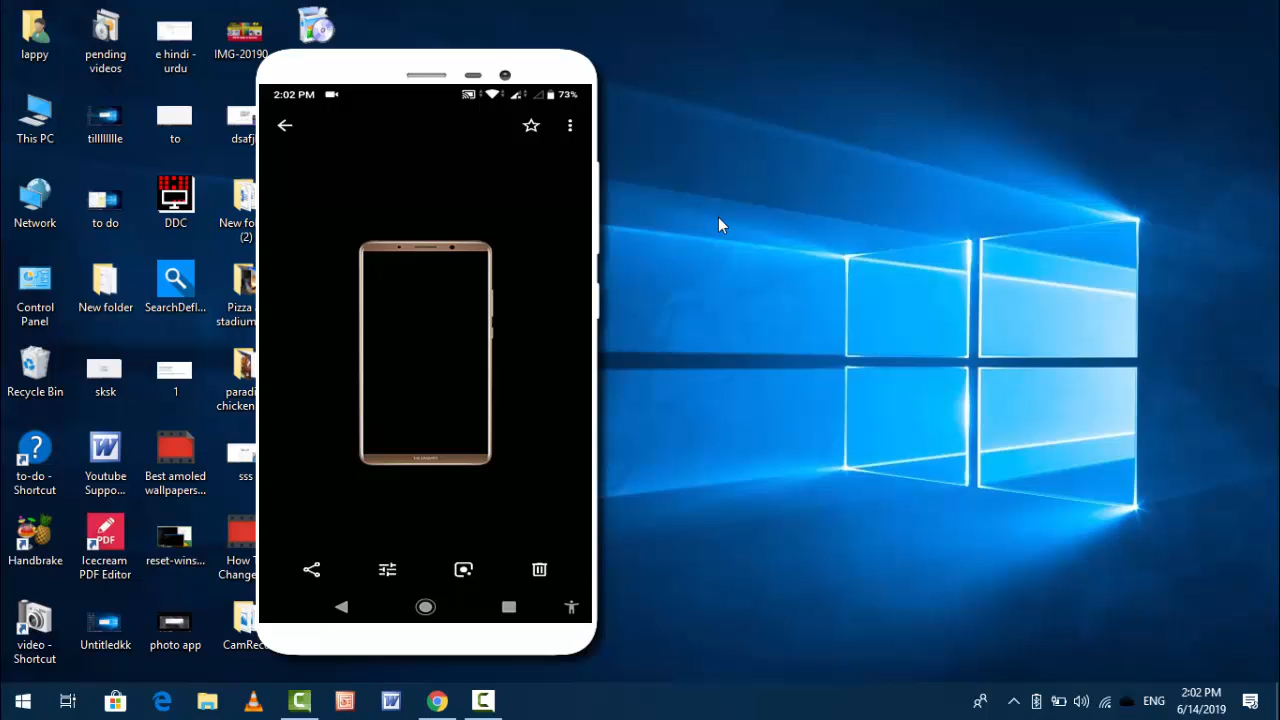 lappy
pending
videos
e hindi -
urdu
IMG-20190
This PC
tillllllllle
to
dsafj
Network
to do
DDC
New fo
(2)
Control
Panel
New folder
SearchDefl...
Pizza
stadium
Recycle Bin
sksk
1
parad
chicken
to-do -
Shortcut
Youtube
Suppo...
Best amoled
wallpapers...
sss
Handbrake
Icecream
PDF Editor
reset-wins...
How T
Change
video -
Shortcut
Untitledkk
photo app
CamRec
2:02 PM
73%
HUAWEI
ENG
2:02 PM
6/14/2019